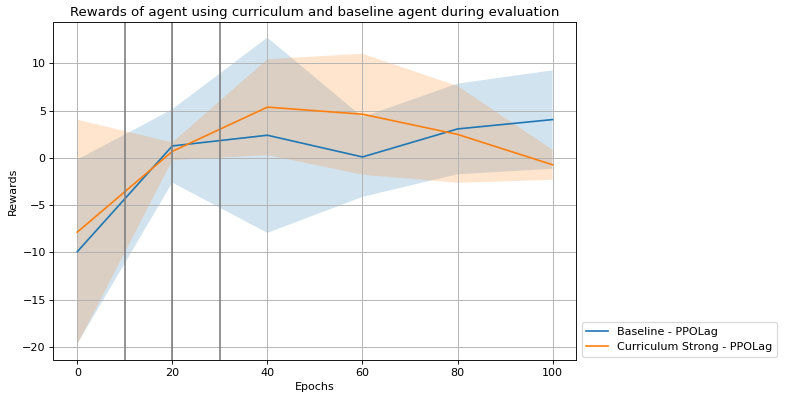 Rewards of agent using curriculum and baseline agent during evaluation
Rewards
10
5
0
−5
−10
−15
−20
0 20 40 60 80 100
Epochs
Baseline - PPOLag
Curriculum Strong - PPOLag